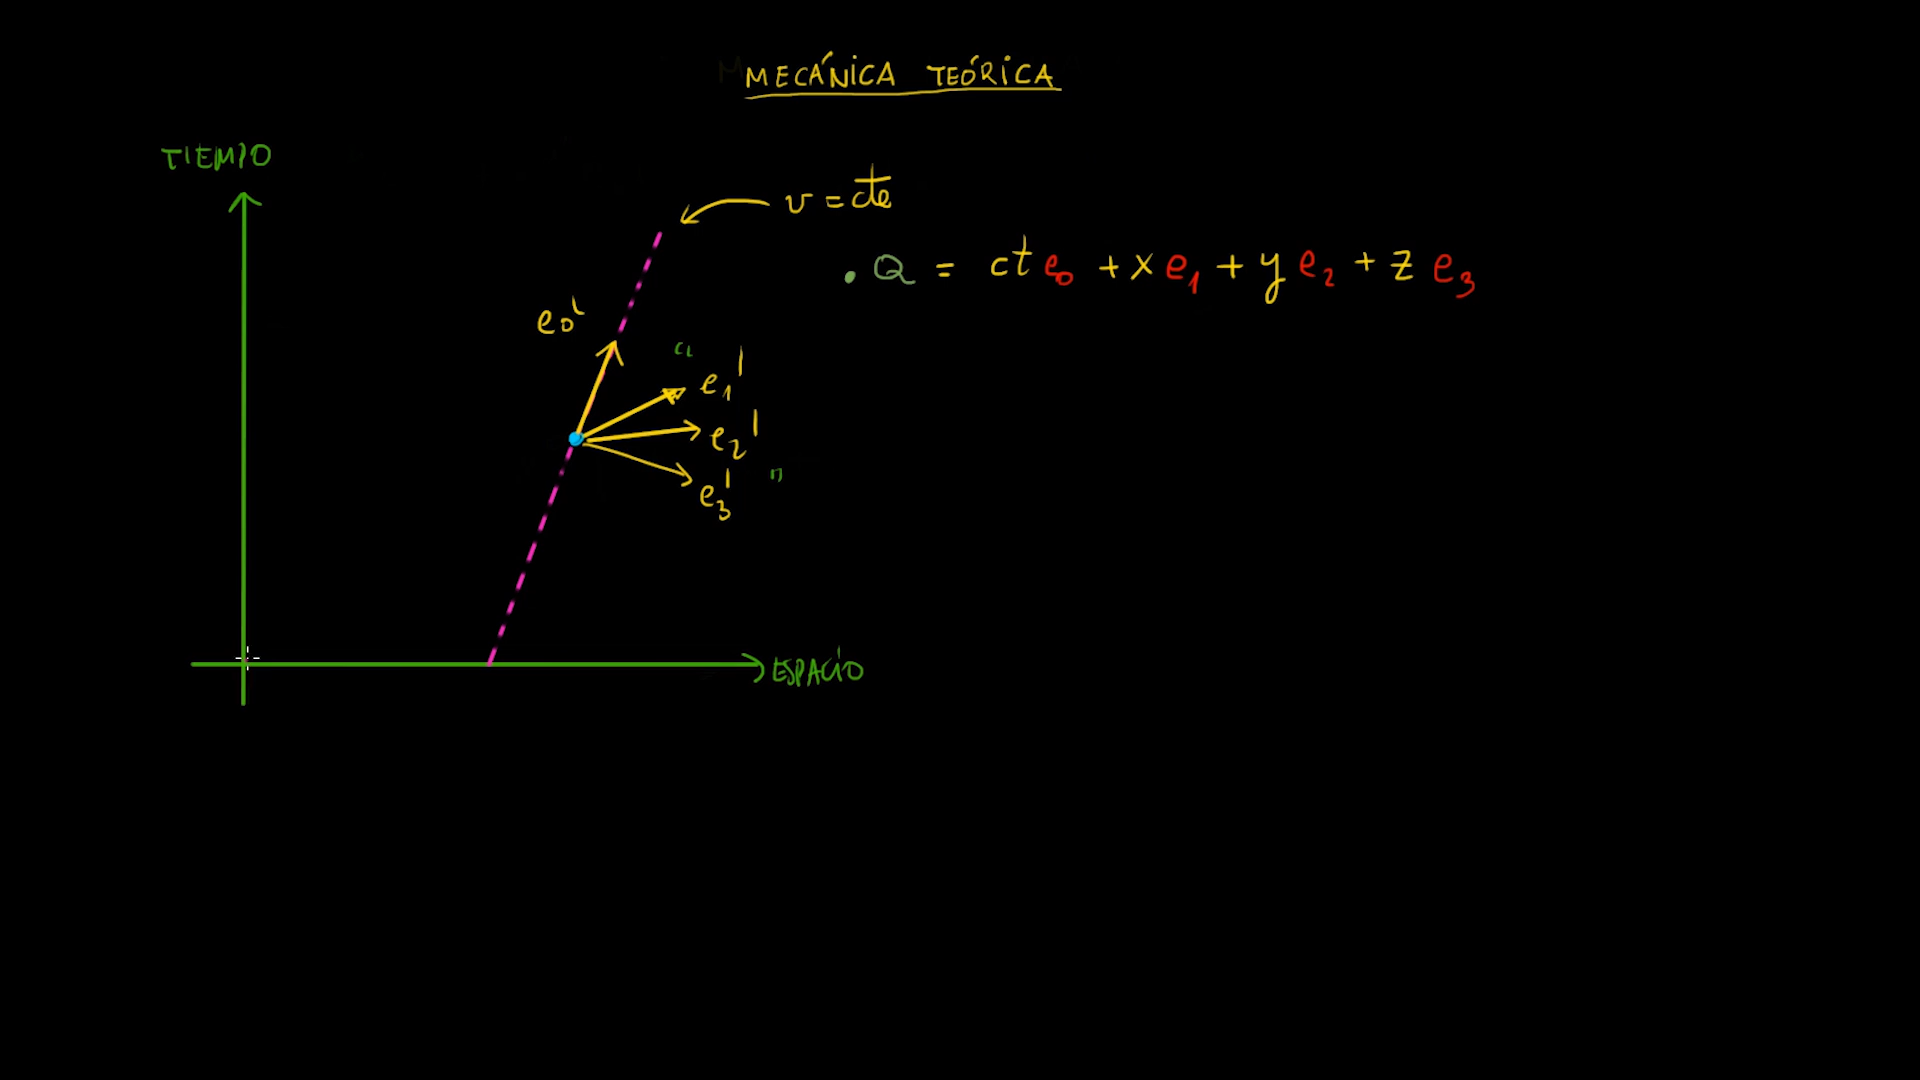 MECÁNICA TEÓRICA
TIEMPO
v = cte
. Q = ct e₀ + x e₁ + y e₂ + z e₃
e₀'
" e₁'
e₂'
e₃' "
ESPACIO